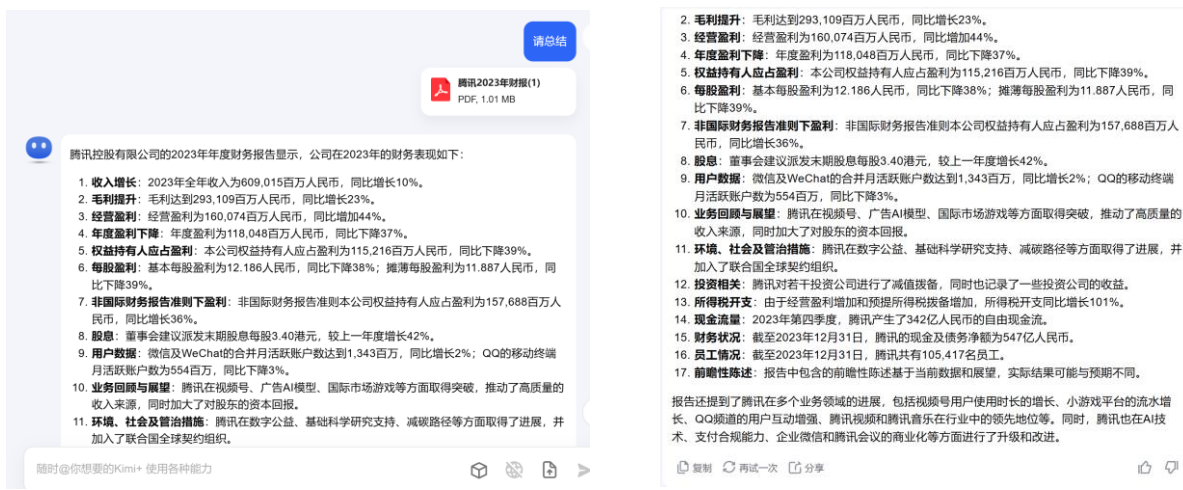 请总结
腾讯2023年财报(1)
PDF, 1.01 MB
腾讯控股有限公司的2023年年度财务报告显示，公司在2023年的财务表现如下：
1. 收入增长：2023年全年收入为609,015百万人民币，同比增长10%。
2. 毛利提升：毛利达到293,109百万人民币，同比增长23%。
3. 经营盈利：经营盈利为160,074百万人民币，同比增加44%。
4. 年度盈利下降：年度盈利为118,048百万人民币，同比下降37%。
5. 权益持有人应占盈利：本公司权益持有人应占盈利为115,216百万人民币，同比下降39%。
6. 每股盈利：基本每股盈利为12.186人民币，同比下降38%；摊薄每股盈利为11.887人民币，同
比下降39%。
7. 非国际财务报告准则下盈利：非国际财务报告准则本公司权益持有人应占盈利为157,688百万人
民币，同比增长36%。
8. 股息：董事会建议派发末期股息每股3.40港元，较上一年度增长42%。
9. 用户数据：微信及WeChat的合并月活跃账户数达到1,343百万，同比增长2%；QQ的移动终端
月活跃账户数为554百万，同比下降3%。
10. 业务回顾与展望：腾讯在视频号、广告AI模型、国际市场游戏等方面取得突破，推动了高质量的
收入来源，同时加大了对股东的资本回报。
11. 环境、社会及管治措施：腾讯在数字公益、基础科学研究支持、减碳路径等方面取得了进展，并
加入了联合国全球契约组织。
随时@你想要的Kimi+ 使用各种能力
2. 毛利提升：毛利达到293,109百万人民币，同比增长23%。
3. 经营盈利：经营盈利为160,074百万人民币，同比增加44%。
4. 年度盈利下降：年度盈利为118,048百万人民币，同比下降37%。
5. 权益持有人应占盈利：本公司权益持有人应占盈利为115,216百万人民币，同比下降39%。
6. 每股盈利：基本每股盈利为12.186人民币，同比下降38%；摊薄每股盈利为11.887人民币，同
比下降39%。
7. 非国际财务报告准则下盈利：非国际财务报告准则本公司权益持有人应占盈利为157,688百万人
民币，同比增长36%。
8. 股息：董事会建议派发末期股息每股3.40港元，较上一年度增长42%。
9. 用户数据：微信及WeChat的合并月活跃账户数达到1,343百万，同比增长2%；QQ的移动终端
月活跃账户数为554百万，同比下降3%。
10. 业务回顾与展望：腾讯在视频号、广告AI模型、国际市场游戏等方面取得突破，推动了高质量的
收入来源，同时加大了对股东的资本回报。
11. 环境、社会及管治措施：腾讯在数字公益、基础科学研究支持、减碳路径等方面取得了进展，并
加入了联合国全球契约组织。
12. 投资相关：腾讯对若干投资公司进行了减值拨备，同时也记录了一些投资公司的收益。
13. 所得税开支：由于经营盈利增加和预提所得税拨备增加，所得税开支同比增长101%。
14. 现金流量：2023年第四季度，腾讯产生了342亿人民币的自由现金流。
15. 财务状况：截至2023年12月31日，腾讯的现金及债务净额为547亿人民币。
16. 员工情况：截至2023年12月31日，腾讯共有105,417名员工。
17. 前瞻性陈述：报告中包含的前瞻性陈述基于当前数据和展望，实际结果可能与预期不同。
报告还提到了腾讯在多个业务领域的进展，包括视频号用户使用时长的增长、小游戏平台的流水增
长、QQ频道的用户互动增强、腾讯视频和腾讯音乐在行业中的领先地位等。同时，腾讯也在AI技
术、支付合规能力、企业微信和腾讯会议的商业化等方面进行了升级和改进。
复制 再试一次 分享